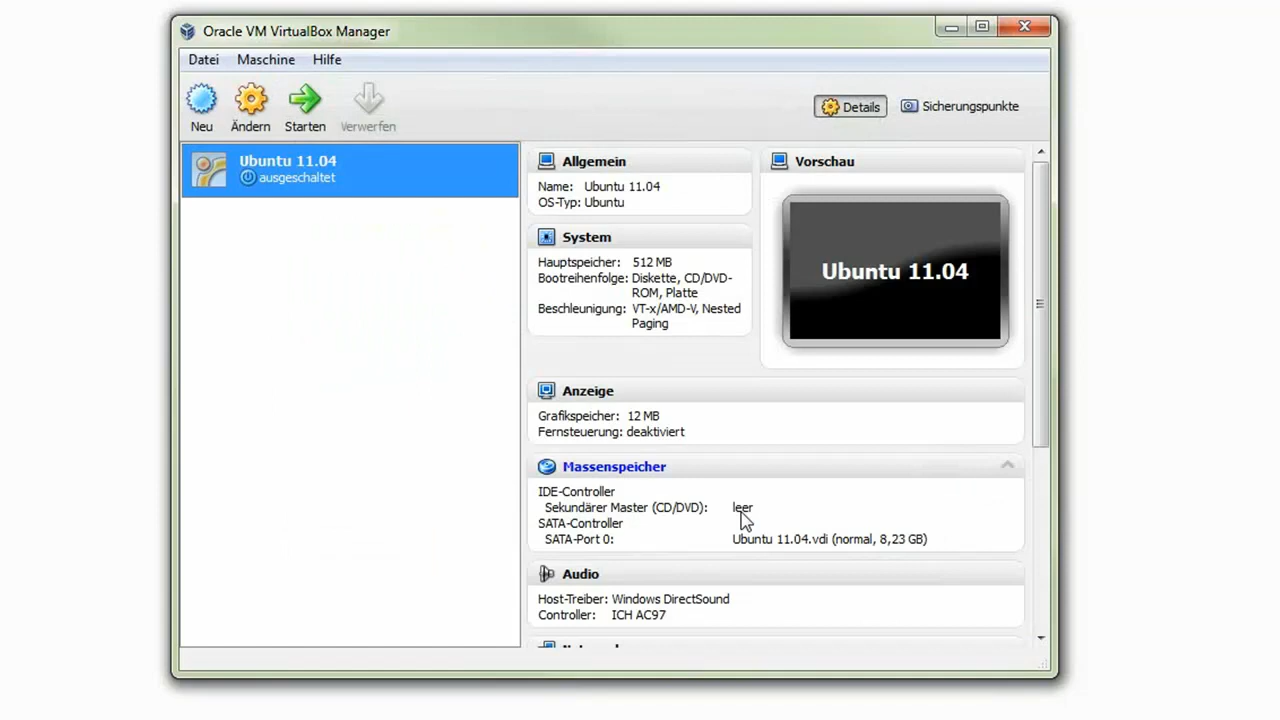 Oracle VM VirtualBox Manager
Datei Maschine Hilfe
Neu Ändern Starten Verwerfen
Details Sicherungspunkte
Ubuntu 11.04
ausgeschaltet
Allgemein
Name: Ubuntu 11.04
OS-Typ: Ubuntu
System
Hauptspeicher: 512 MB
Bootreihenfolge: Diskette, CD/DVD-
ROM, Platte
Beschleunigung: VT-x/AMD-V, Nested
Paging
Vorschau
Ubuntu 11.04
Anzeige
Grafikspeicher: 12 MB
Fernsteuerung: deaktiviert
Massenspeicher
IDE-Controller
Sekundärer Master (CD/DVD): leer
SATA-Controller
SATA-Port 0: Ubuntu 11.04.vdi (normal, 8,23 GB)
Audio
Host-Treiber: Windows DirectSound
Controller: ICH AC97